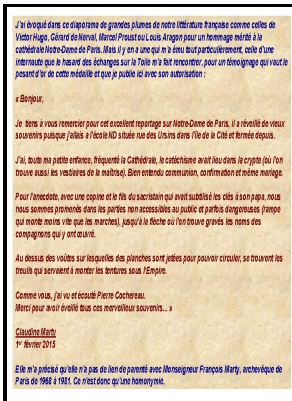 J'ai évoqué dans ce diaporama de grandes plumes de notre littérature française comme celles de
Victor Hugo, Gérard de Nerval, Marcel Proust ou Louis Aragon pour un hommage mérité à la
cathédrale Notre-Dame de Paris. Mais il y en a une qui m'a ému tout particulièrement, celle d'une
internaute que le hasard des échanges sur la Toile m'a fait rencontrer, pour un témoignage qui vaut le
pesant d'or de cette médaille et que je publie ici avec son autorisation :
« Bonjour,
Je tiens à vous remercier pour cet excellent reportage sur Notre-Dame de Paris, il a réveillé de vieux
souvenirs puisque j'allais a l'école ND située rue des Ursins dans l'île de la Cité et fermée depuis.
J'ai, toute ma petite enfance, fréquenté la Cathédrale, le catéchisme avait lieu dans la crypte (où l'on
trouve aussi les vestiaires de la maîtrise). Bien entendu communion, confirmation et même mariage.
Pour l'anecdote, avec une copine et le fils du sacristain qui avait subtilisé les clés à son papa, nous
nous sommes promenés dans les parties non accessibles au public et parfois dangereuses (rampe
qui monte moins vite que les marches), jusqu'à la flèche où l'on trouve gravés les noms des
compagnons qui y ont œuvré.
Au dessus des voûtes sur lesquelles des planches sont jetées pour pouvoir circuler, se trouvent les
treuils qui servaient à monter les tentures sous l'Empire.
Comme vous, j'ai vu et écouté Pierre Cochereau.
Merci pour avoir éveillé tous ces merveilleux souvenirs... »
Claudine Marty
1er février 2015
Elle m'a précisé qu'elle n'a pas de lien de parenté avec Monseigneur François Marty, archevêque de
Paris de 1968 à 1981. Ce n'est donc qu'une homonymie.